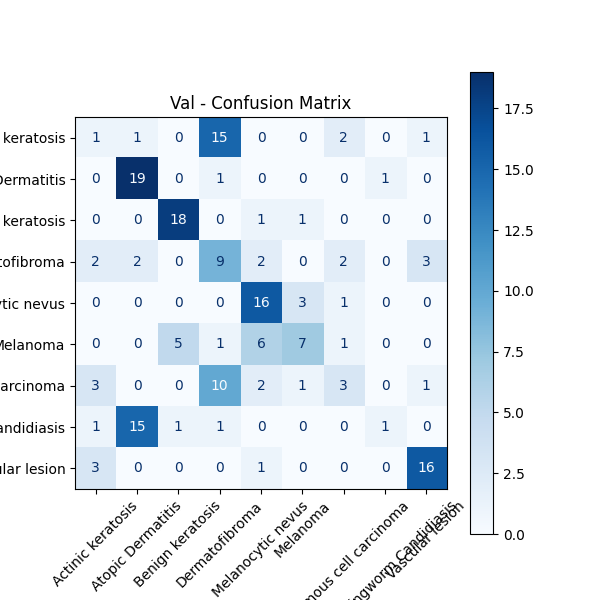 Val - Confusion Matrix
keratosis 1 1 0 15 0 0 2 0 1
Dermatitis 0 19 0 1 0 0 0 1 0
keratosis 0 0 18 0 1 1 0 0 0
tofibroma 2 2 0 9 2 0 2 0 3
tic nevus 0 0 0 0 16 3 1 0 0
Melanoma 0 0 5 1 6 7 1 0 0
arcinoma 3 0 0 10 2 1 3 0 1
andidiasis 1 15 1 1 0 0 0 1 0
ular lesion 3 0 0 0 1 0 0 0 16
Actinic keratosis
Atopic Dermatitis
Benign keratosis
Dermatofibroma
Melanocytic nevus
Melanoma
mous cell carcinoma
ngworm Candidiasis
Vascular lesion
17.5
15.0
12.5
10.0
7.5
5.0
2.5
0.0